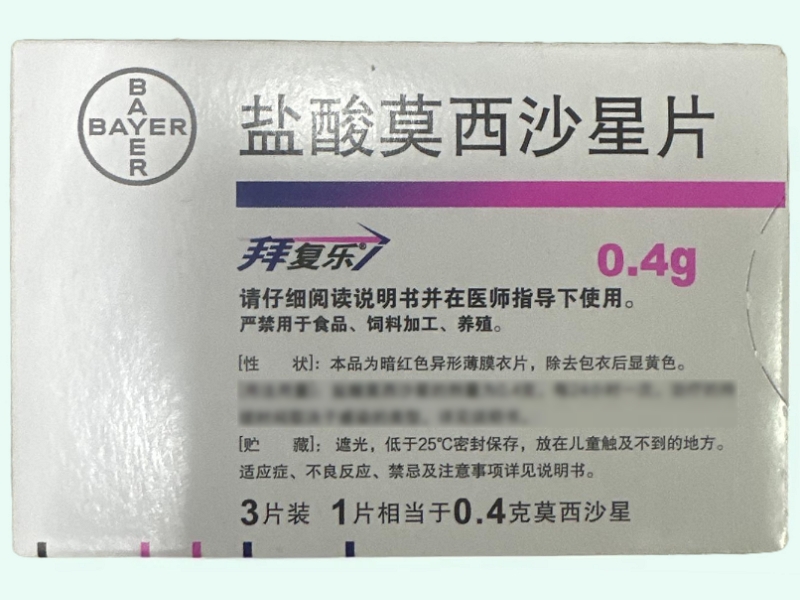 BAYER
BAYER
盐酸莫西沙星片
拜复乐®
0.4g
请仔细阅读说明书并在医师指导下使用。
严禁用于食品、饲料加工、养殖。
[性 状]：本品为暗红色异形薄膜衣片，除去包衣后显黄色。
[贮 藏]：遮光，低于25℃密封保存，放在儿童触及不到的地方。
适应症、不良反应、禁忌及注意事项详见说明书。
3片装 1片相当于0.4克莫西沙星